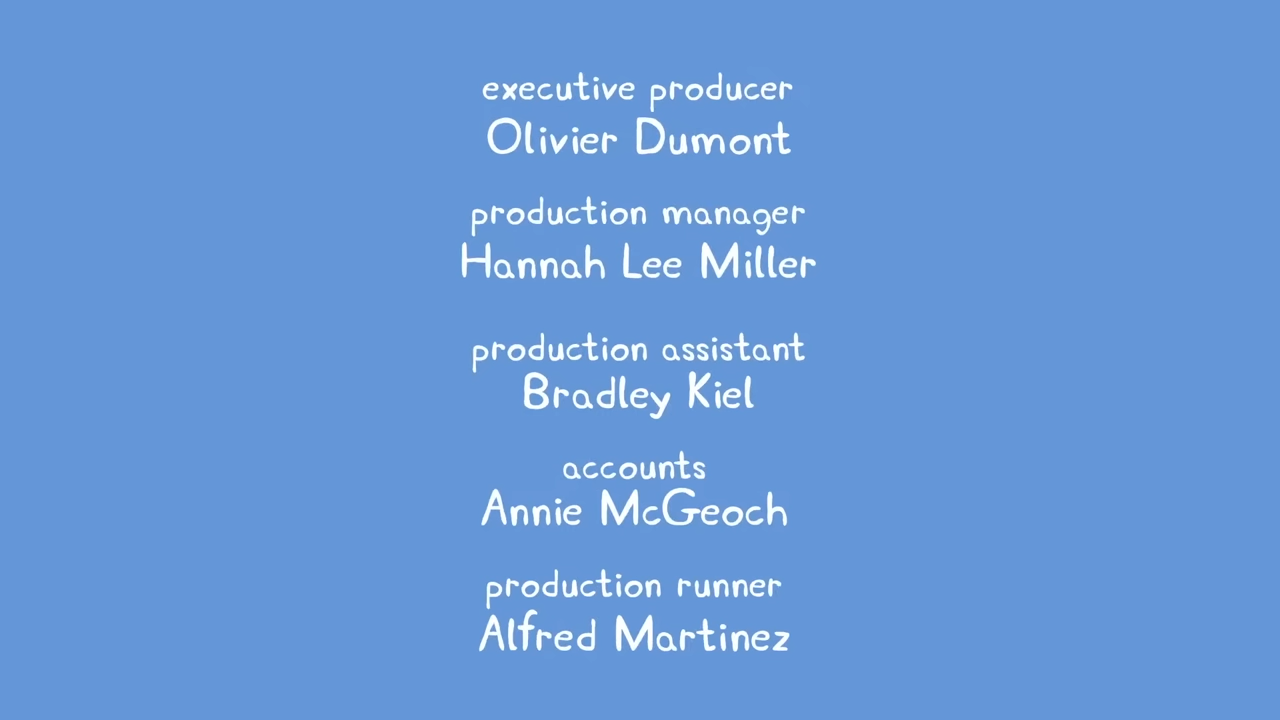 executive producer
Olivier Dumont
production manager
Hannah Lee Miller
production assistant
Bradley Kiel
accounts
Annie McGeoch
production runner
Alfred Martinez